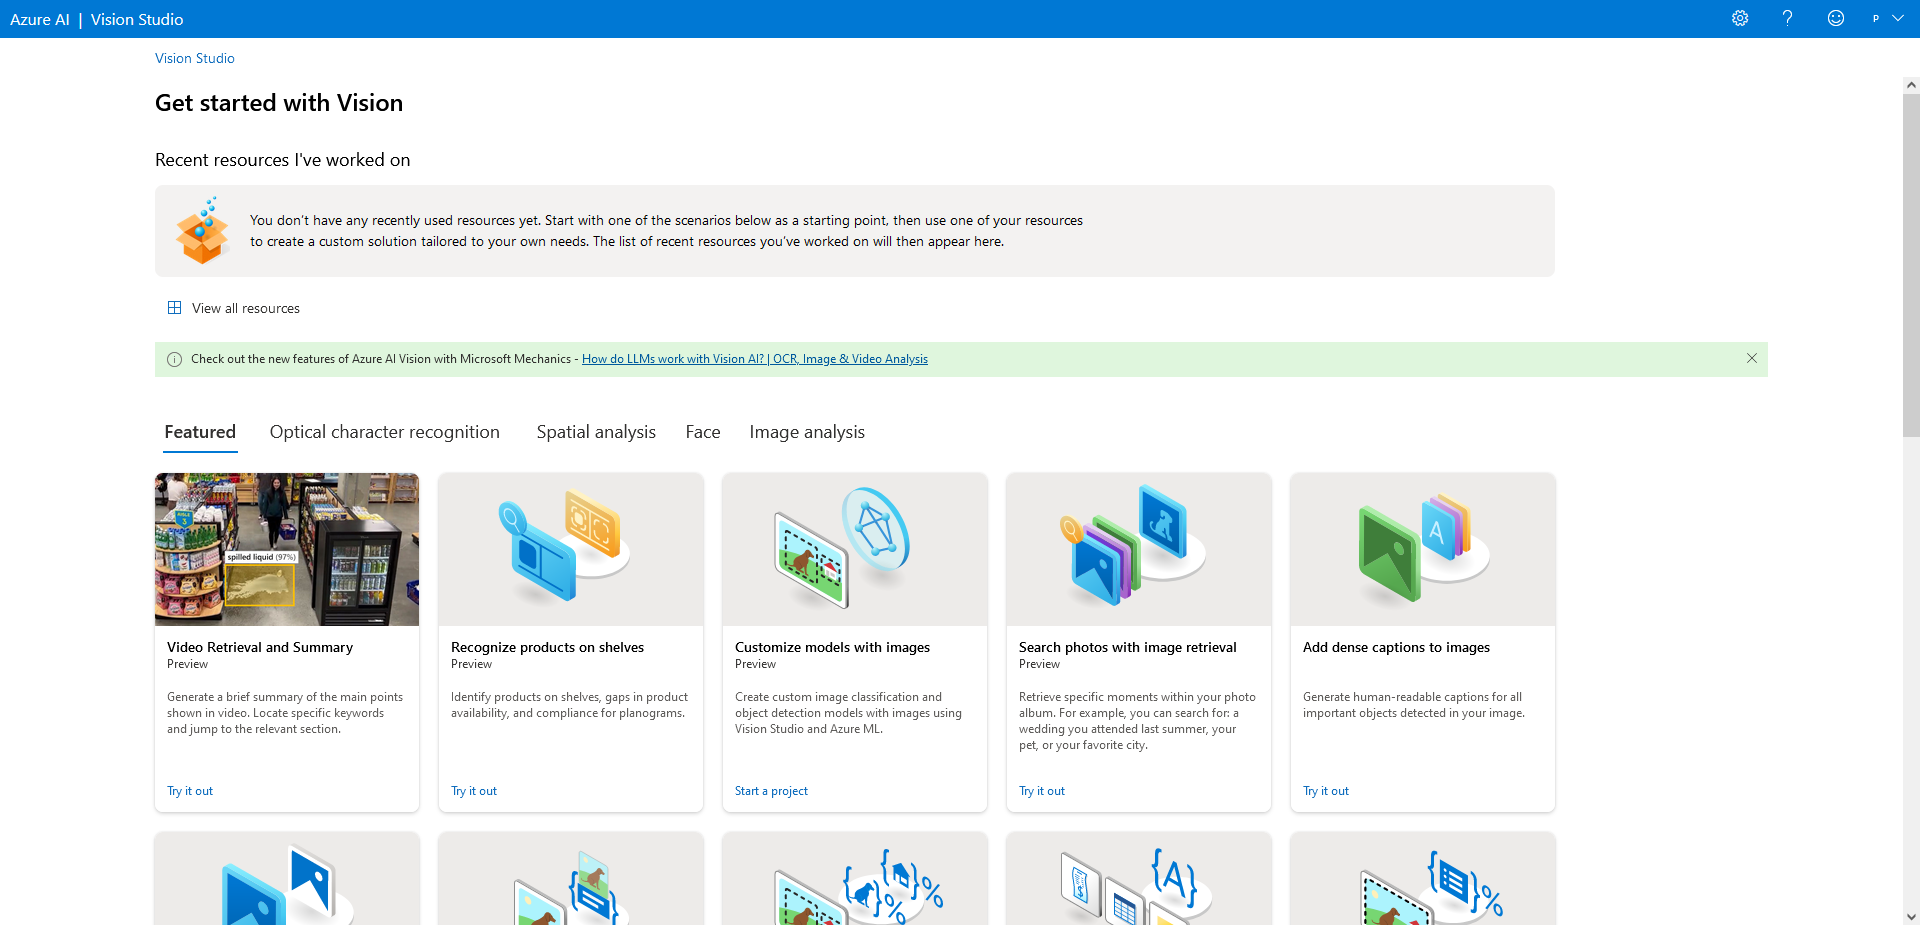 Azure AI | Vision Studio
P
Vision Studio
Get started with Vision
Recent resources I've worked on
You don't have any recently used resources yet. Start with one of the scenarios below as a starting point, then use one of your resources
to create a custom solution tailored to your own needs. The list of recent resources you've worked on will then appear here.
View all resources
Check out the new features of Azure AI Vision with Microsoft Mechanics - How do LLMs work with Vision AI? | OCR, Image & Video Analysis
Featured
Optical character recognition
Spatial analysis
Face
Image analysis
AISLE
3
spilled liquid (97%)
A
Video Retrieval and Summary
Preview
Generate a brief summary of the main points
shown in video. Locate specific keywords
and jump to the relevant section.
Try it out
Recognize products on shelves
Preview
Identify products on shelves, gaps in product
availability, and compliance for planograms.
Try it out
Customize models with images
Preview
Create custom image classification and
object detection models with images using
Vision Studio and Azure ML.
Start a project
Search photos with image retrieval
Preview
Retrieve specific moments within your photo
album. For example, you can search for: a
wedding you attended last summer, your
pet, or your favorite city.
Try it out
Add dense captions to images
Generate human-readable captions for all
important objects detected in your image.
Try it out
{ } { } % %
{A}
{ } %